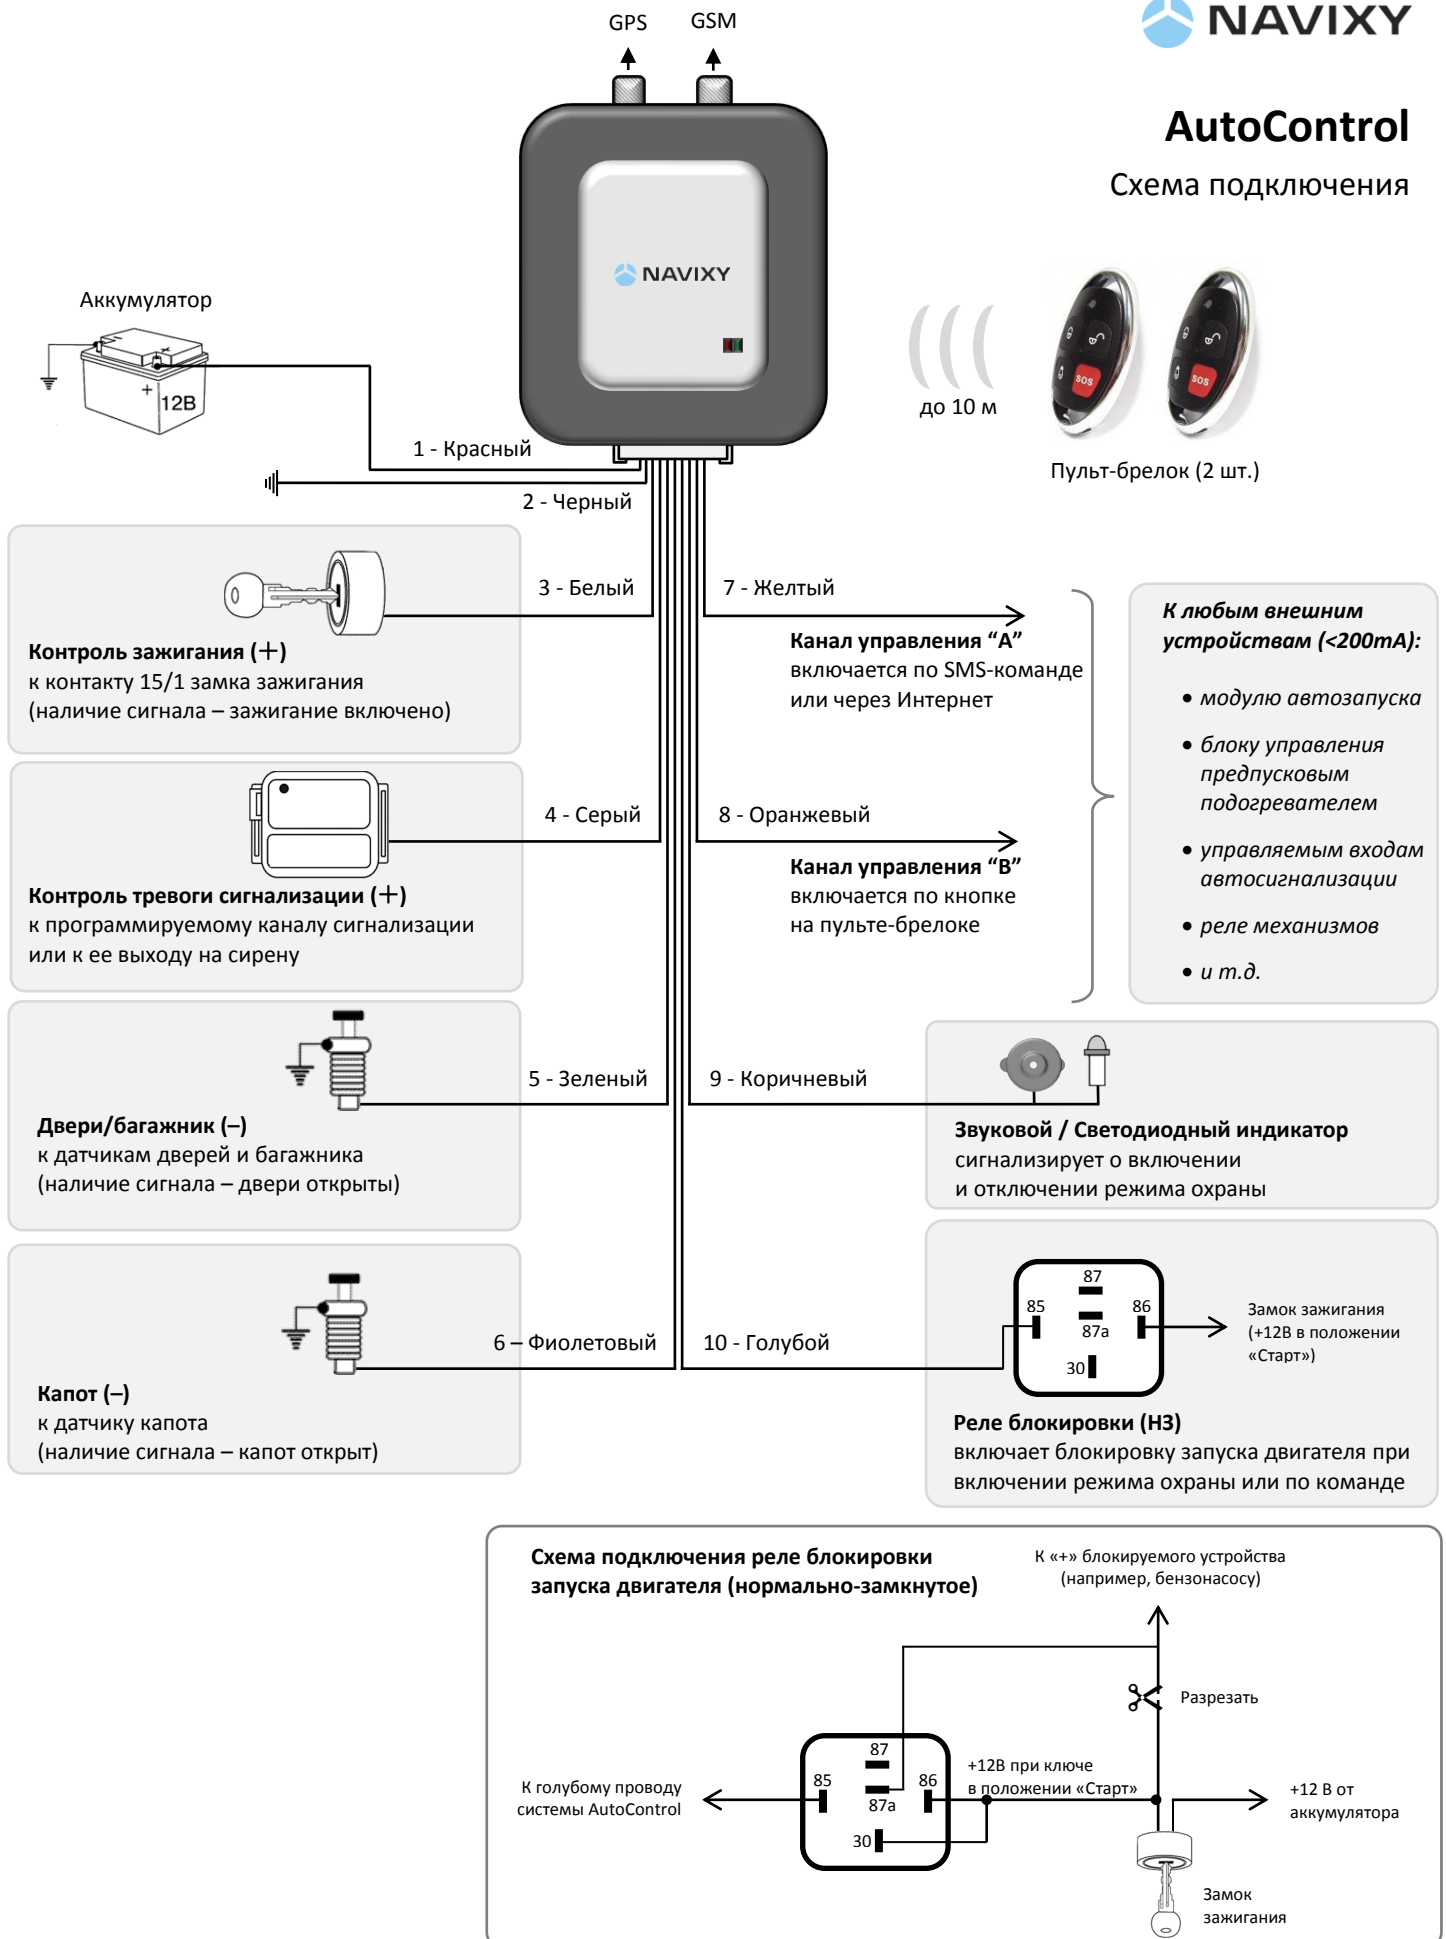 GPS
GSM
NAVIXY
AutoControl
Схема подключения
NAVIXY
Аккумулятор
+
12В
SOS
SOS
до 10 м
Пульт-брелок (2 шт.)
1 - Красный
2 - Черный
3 - Белый
7 - Желтый
Контроль зажигания (+)
к контакту 15/1 замка зажигания
(наличие сигнала – зажигание включено)
Канал управления “А”
включается по SMS-команде
или через Интернет
К любым внешним
устройствам (<200mA):
• модулю автозапуска
• блоку управления
предпусковым
подогревателем
• управляемым входам
автосигнализации
• реле механизмов
• и т.д.
4 - Серый
8 - Оранжевый
Контроль тревоги сигнализации (+)
к программируемому каналу сигнализации
или к ее выходу на сирену
Канал управления “В”
включается по кнопке
на пульте-брелоке
5 - Зеленый
9 - Коричневый
Двери/багажник (–)
к датчикам дверей и багажника
(наличие сигнала – двери открыты)
Звуковой / Светодиодный индикатор
сигнализирует о включении
и отключении режима охраны
6 – Фиолетовый
10 - Голубой
Капот (–)
к датчику капота
(наличие сигнала – капот открыт)
87
85
86
87a
30
Замок зажигания
(+12В в положении
«Старт»)
Реле блокировки (НЗ)
включает блокировку запуска двигателя при
включении режима охраны или по команде
Схема подключения реле блокировки
запуска двигателя (нормально-замкнутое)
К «+» блокируемого устройства
(например, бензонасосу)
Разрезать
К голубому проводу
системы AutoControl
87
85
86
87a
30
+12В при ключе
в положении «Старт»
+12 В от
аккумулятора
Замок
зажигания